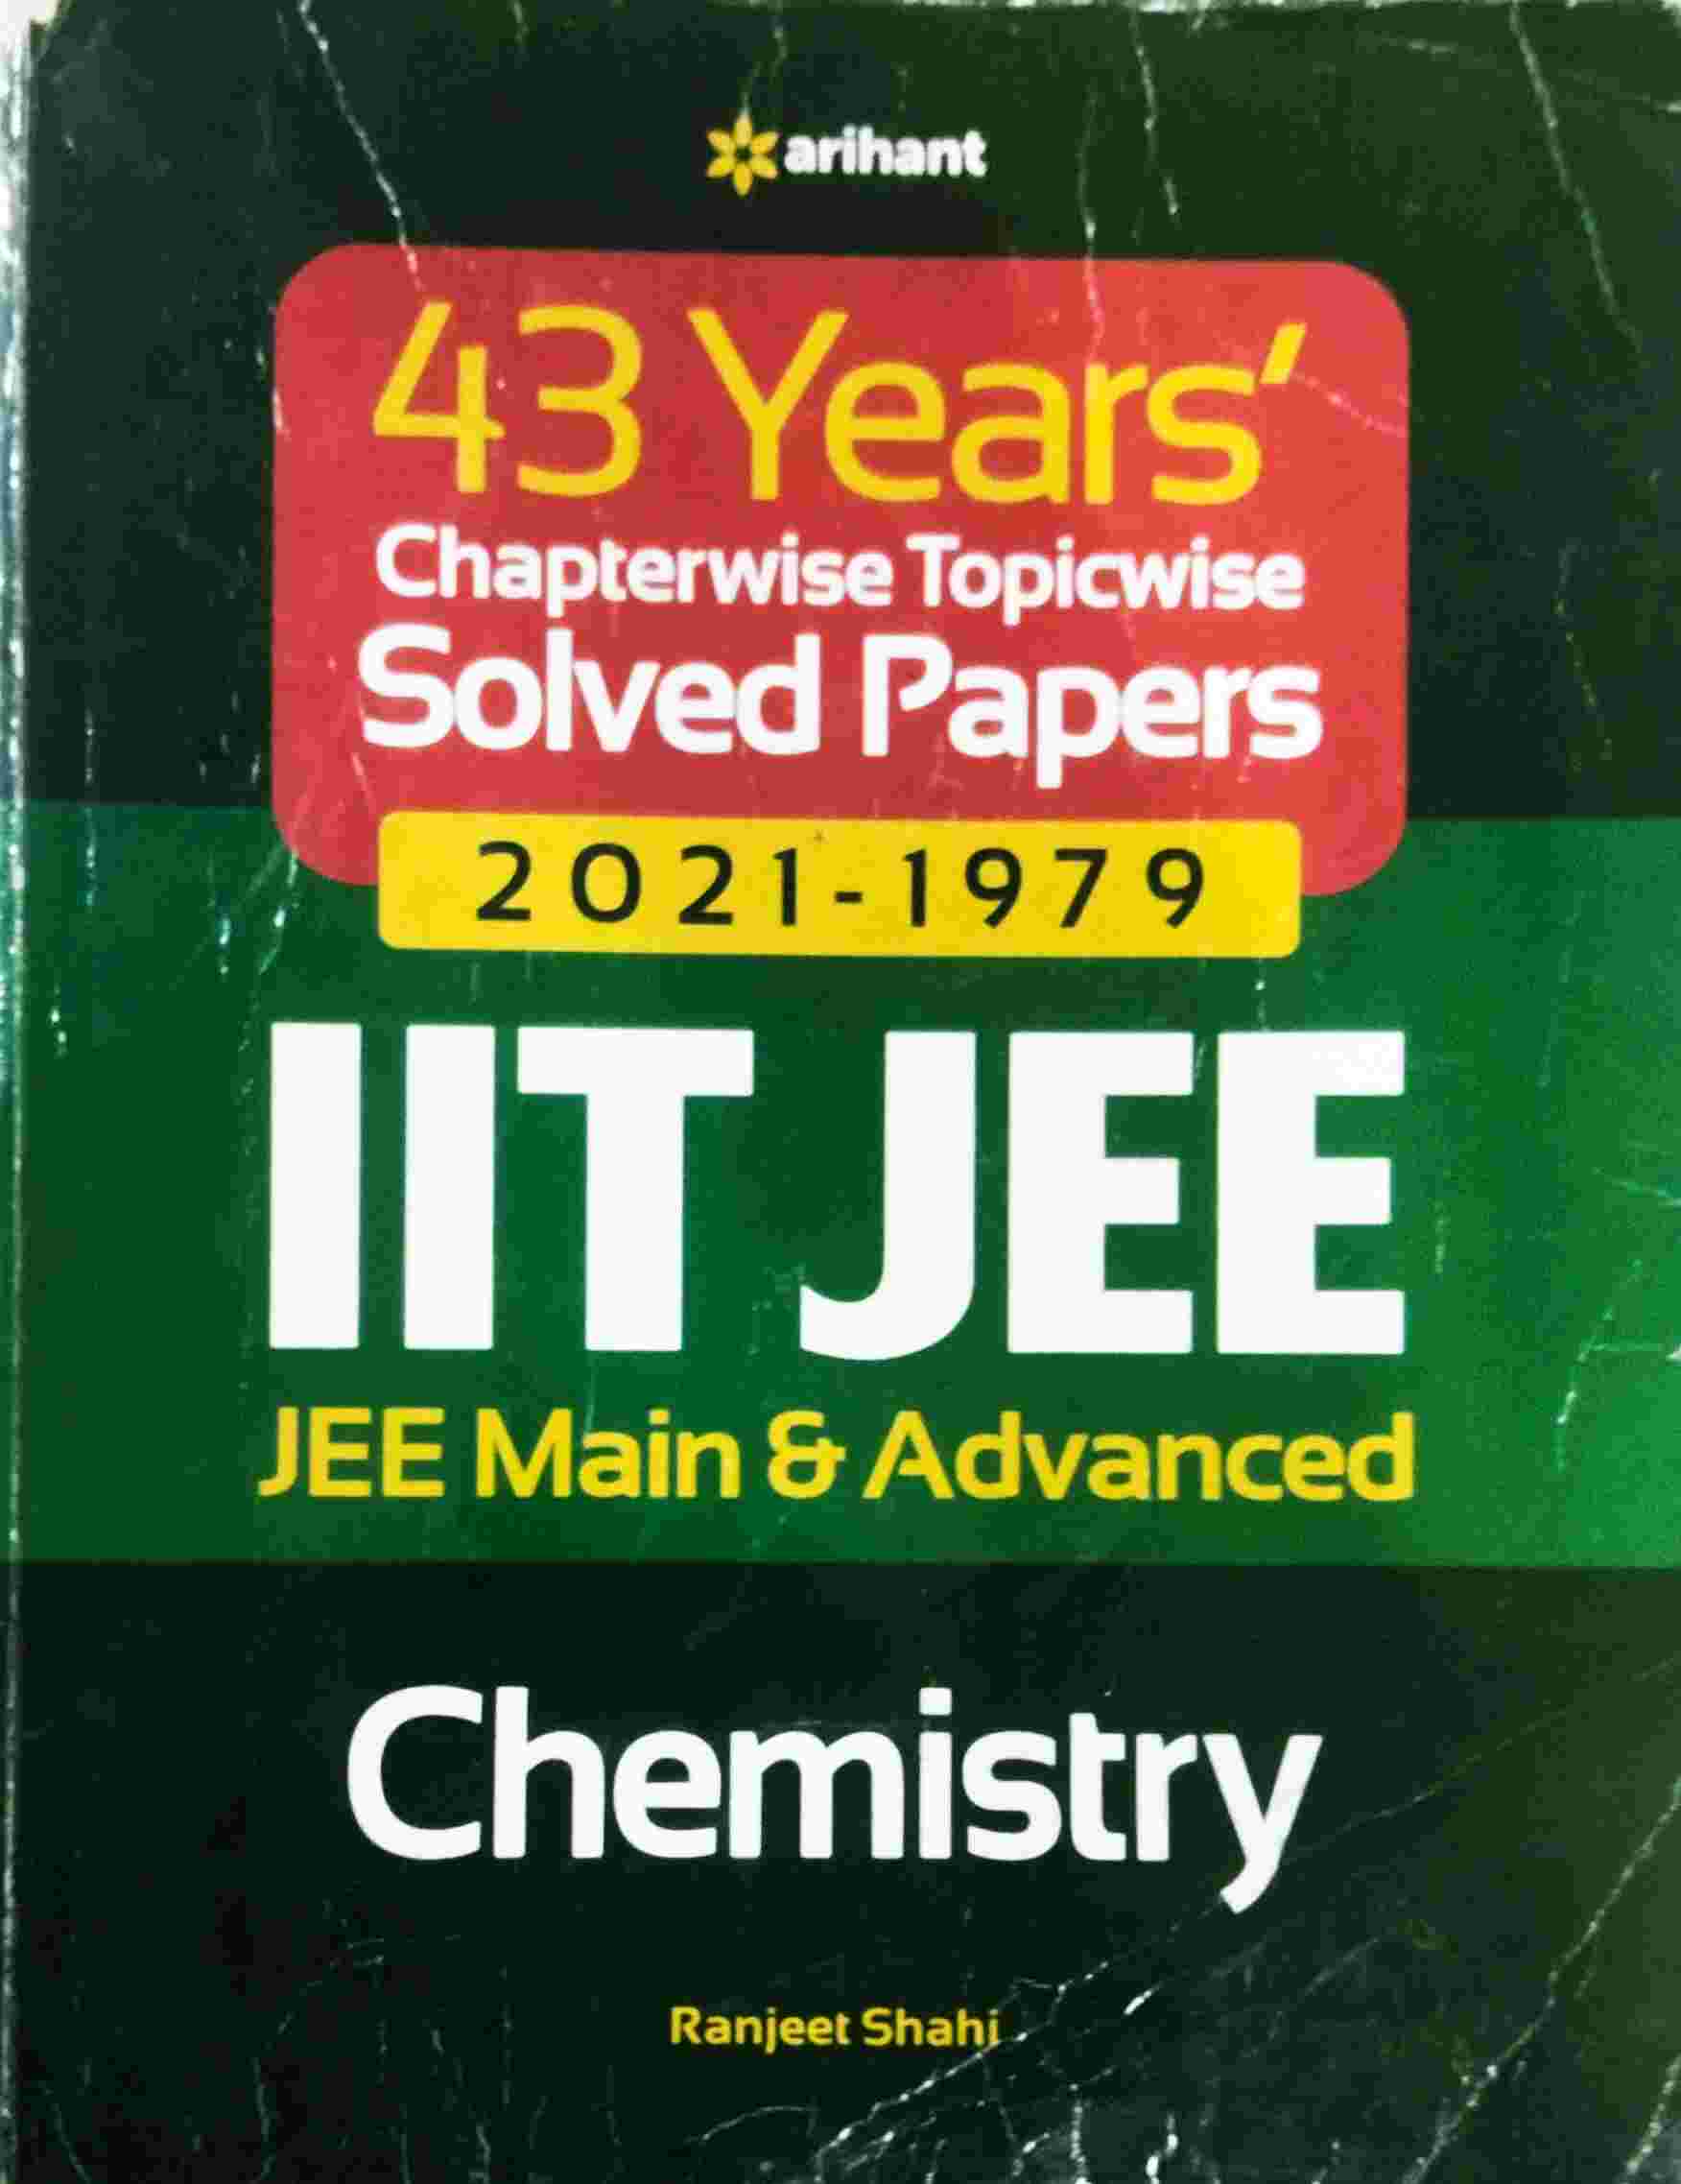 arihant
43 Years'
Chapterwise Topicwise
Solved Papers
2021-1979
IIT JEE
JEE Main & Advanced
Chemistry
Ranjeet Shahi